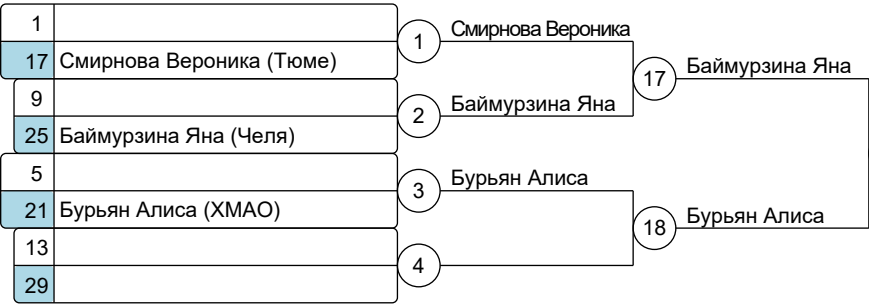 1
17 Смирнова Вероника (Тюме)
9
25 Баймурзина Яна (Челя)
5
21 Бурьян Алиса (ХМАО)
13
29
1 Смирнова Вероника
2 Баймурзина Яна
3 Бурьян Алиса
4
17 Баймурзина Яна
18 Бурьян Алиса